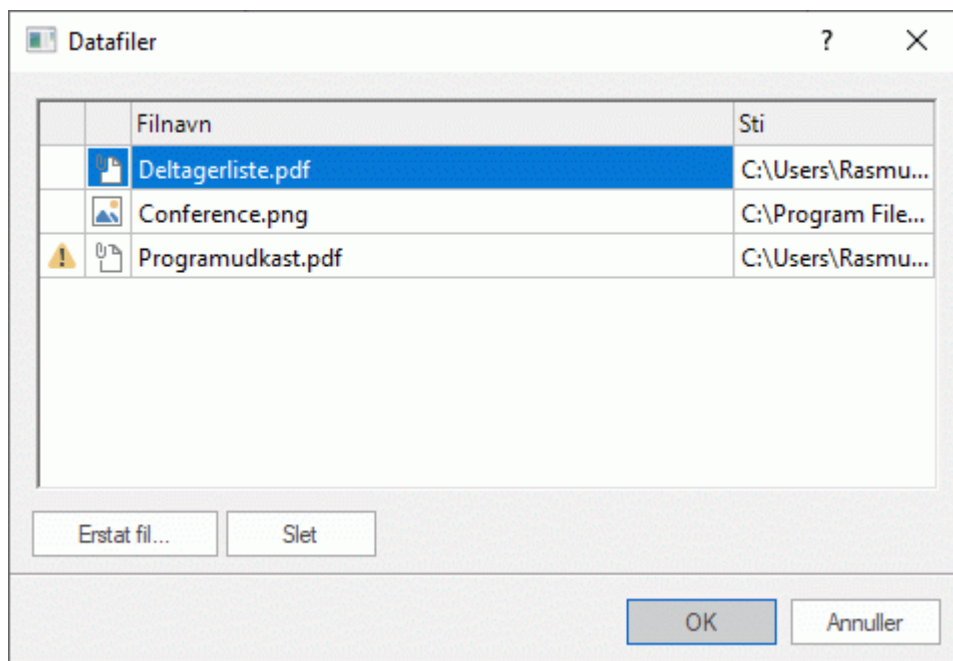 Datafiler ?
Filnavn Sti
Deltagerliste.pdf C:\Users\Rasmu...
Conference.png C:\Program File...
Programudkast.pdf C:\Users\Rasmu...
Erstat fil... Slet
OK Annuller